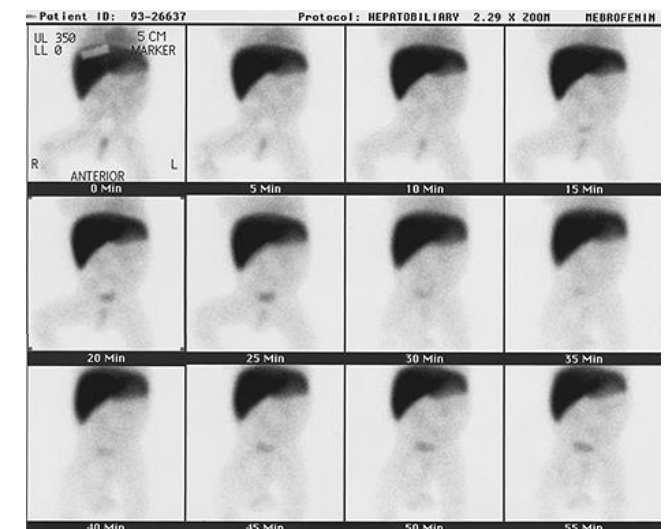 Patient ID: 93-26637 Protocol: HEPATOBILIARY 2.29 X ZOOM MEBROFENIN
UL 350 5 CM
LL 0 MARKER
R L
ANTERIOR
0 Min 5 Min 10 Min 15 Min
20 Min 25 Min 30 Min 35 Min
40 Min 45 Min 50 Min 55 Min